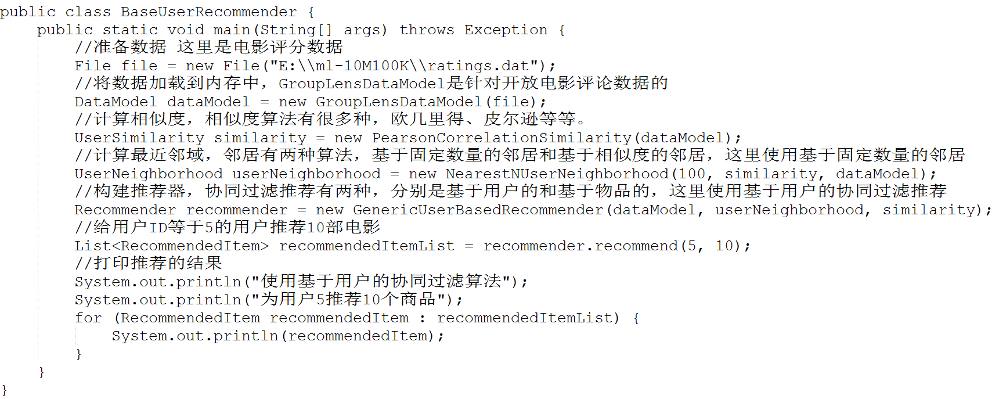 public class BaseUserRecommender {
    public static void main(String[] args) throws Exception {
        //准备数据 这里是电影评分数据
        File file = new File("E:\\ml-10M100K\\ratings.dat");
        //将数据加载到内存中，GroupLensDataModel是针对开放电影评论数据的
        DataModel dataModel = new GroupLensDataModel(file);
        //计算相似度，相似度算法有很多种，欧几里得、皮尔逊等等。
        UserSimilarity similarity = new PearsonCorrelationSimilarity(dataModel);
        //计算最近邻域，邻居有两种算法，基于固定数量的邻居和基于相似度的邻居，这里使用基于固定数量的邻居
        UserNeighborhood userNeighborhood = new NearestNUserNeighborhood(100, similarity, dataModel);
        //构建推荐器，协同过滤推荐有两种，分别是基于用户的和基于物品的，这里使用基于用户的协同过滤推荐
        Recommender recommender = new GenericUserBasedRecommender(dataModel, userNeighborhood, similarity);
        //给用户ID等于5的用户推荐10部电影
        List<RecommendedItem> recommendedItemList = recommender.recommend(5, 10);
        //打印推荐的结果
        System.out.println("使用基于用户的协同过滤算法");
        System.out.println("为用户5推荐10个商品");
        for (RecommendedItem recommendedItem : recommendedItemList) {
            System.out.println(recommendedItem);
        }
    }
}